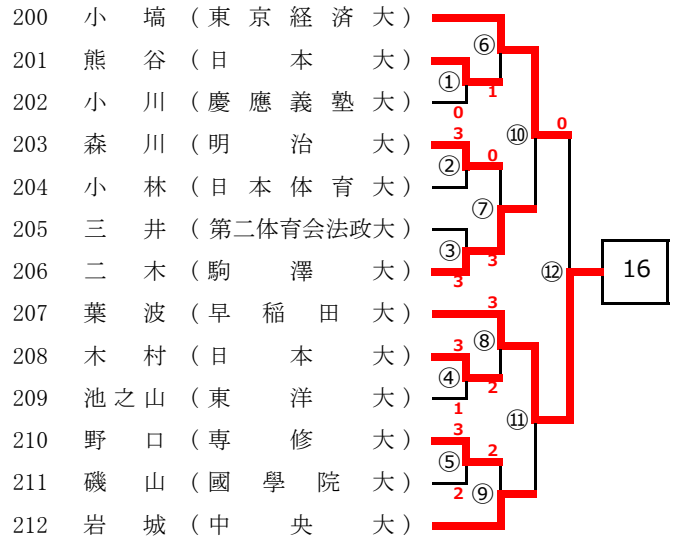 200 小 塙 (東 京 経 済 大)
⑥
201 熊 谷 (日 本 大)
① 1
202 小 川 (慶 應 義 塾 大)
0
203 森 川 (明 治 大) 3 ⑩ 0
② 0
204 小 林 (日 本 体 育 大)
⑦
205 三 井 (第二体育会法政大)
③ 3
206 二 木 (駒 澤 大) 3 ⑫ 16
207 葉 波 (早 稲 田 大) 3
⑧
208 木 村 (日 本 大) 3
④ 2
209 池之山 (東 洋 大) 1
⑪
210 野 口 (専 修 大) 3
⑤ 2
211 磯 山 (國 學 院 大) 2 ⑨
212 岩 城 (中 央 大)